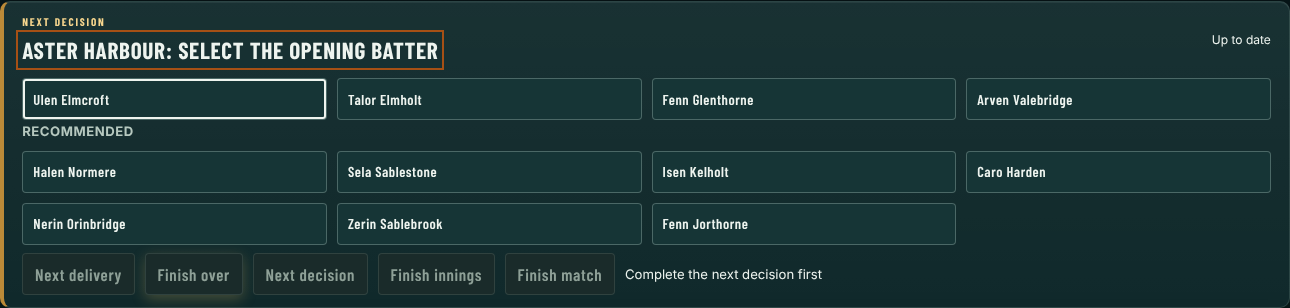 NEXT DECISION
ASTER HARBOUR: SELECT THE OPENING BATTER
Up to date
Ulen Elmcroft
Talor Elmholt
Fenn Glenthorne
Arven Valebridge
RECOMMENDED
Halen Normere
Sela Sablestone
Isen Kelholt
Caro Harden
Nerin Orinbridge
Zerin Sablebrook
Fenn Jorthorne
Next delivery
Finish over
Next decision
Finish innings
Finish match
Complete the next decision first